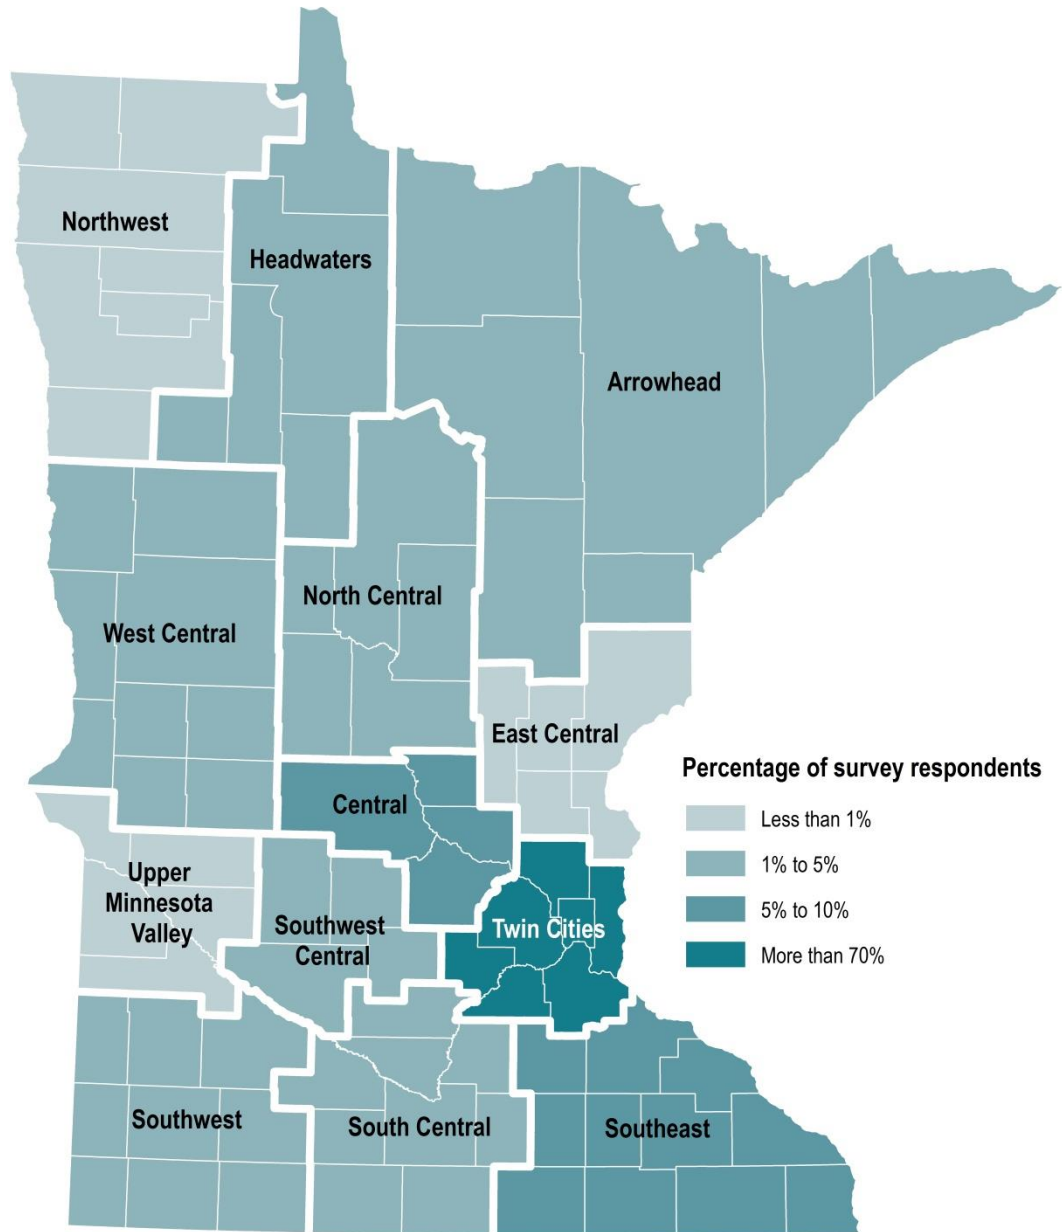 Northwest
Headwaters
Arrowhead
North Central
West Central
East Central
Percentage of survey respondents
Less than 1%
1% to 5%
5% to 10%
More than 70%
Central
Upper
Minnesota
Valley
Southwest
Central
Twin Cities
Southwest
South Central
Southeast